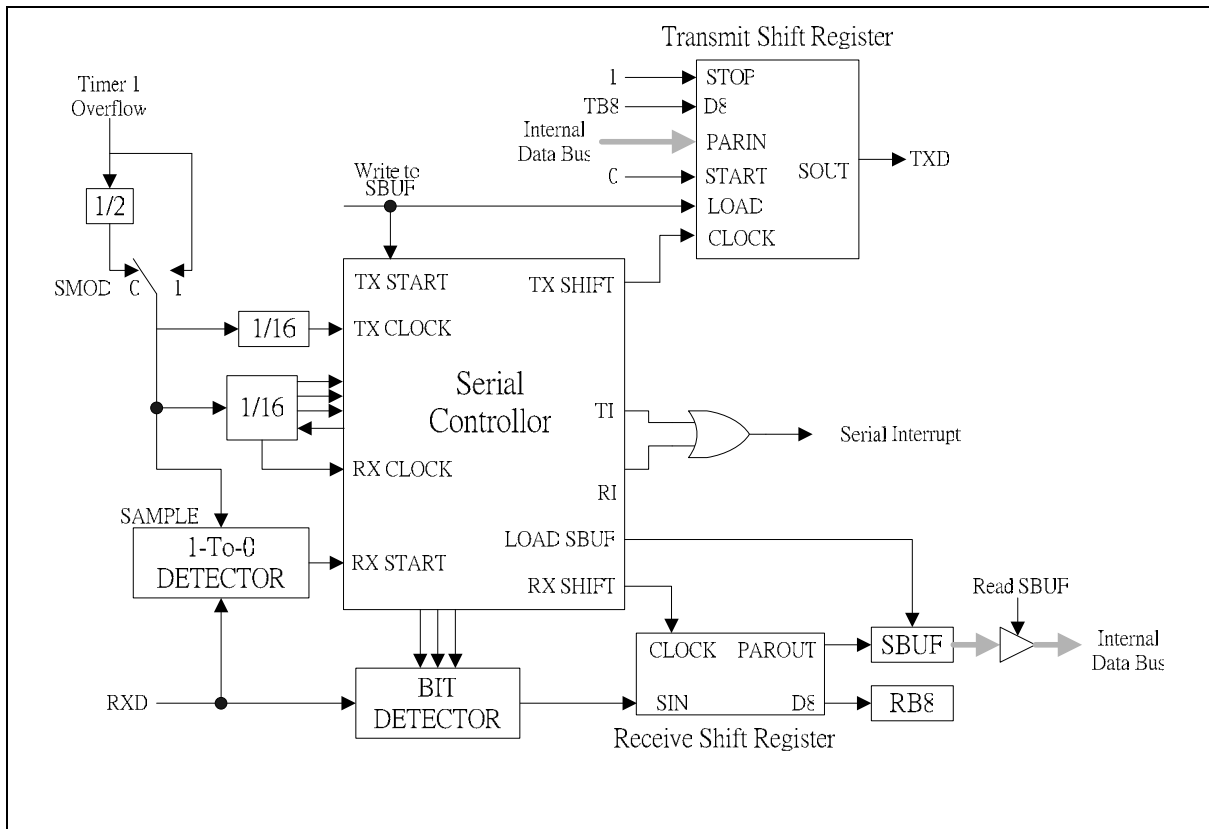 Transmit Shift Register
Timer 1
Overflow
1
STOP
TB8
D8
Internal
Data Bus
PARIN
SOUT
TXD
0
START
Write to
SBUF
LOAD
CLOCK
1/2
SMOD 0 1
TX START
TX SHIFT
1/16
TX CLOCK
1/16
Serial
Controllor
TI
Serial Interrupt
RX CLOCK
RI
SAMPLE
1-To-0
DETECTOR
RX START
LOAD SBUF
RX SHIFT
Read SBUF
CLOCK PAROUT
SBUF
Internal
Data Bus
RXD
BIT
DETECTOR
SIN D8
RB8
Receive Shift Register